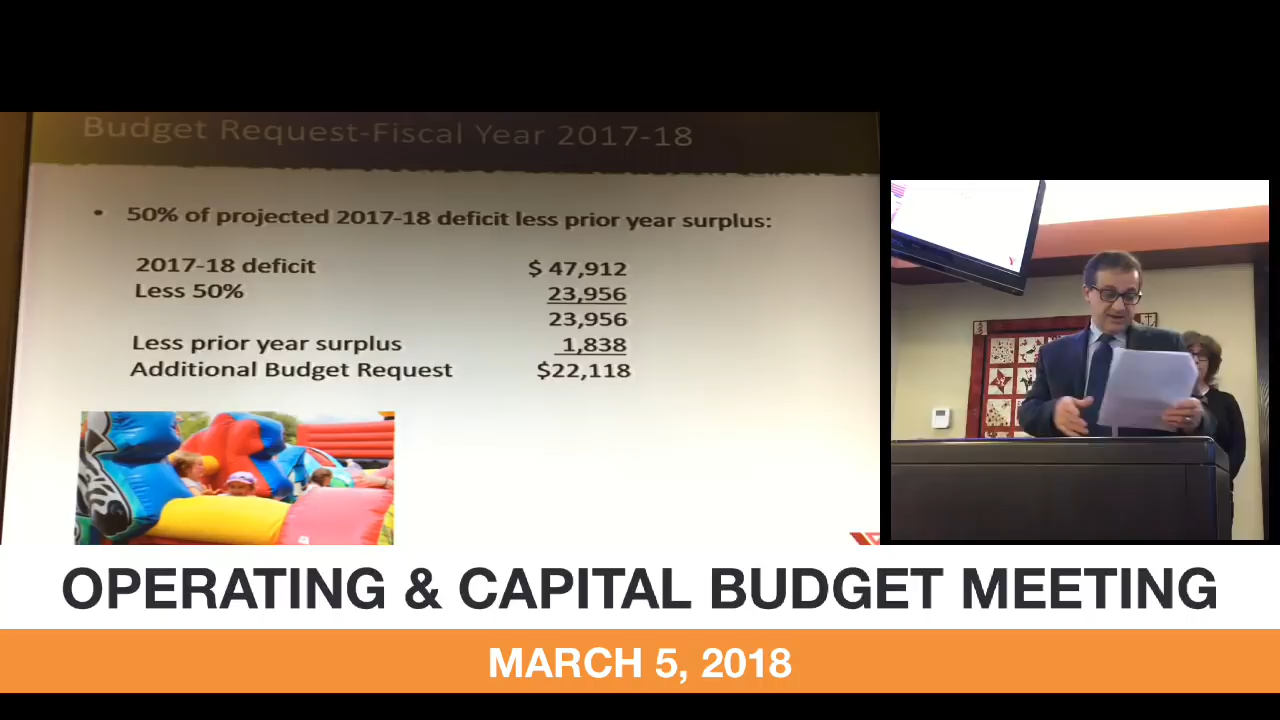 Budget Request-Fiscal Year 2017-18
• 50% of projected 2017-18 deficit less prior year surplus:
2017-18 deficit $ 47,912
Less 50% 23,956
23,956
Less prior year surplus 1,838
Additional Budget Request $22,118
OPERATING & CAPITAL BUDGET MEETING
MARCH 5, 2018